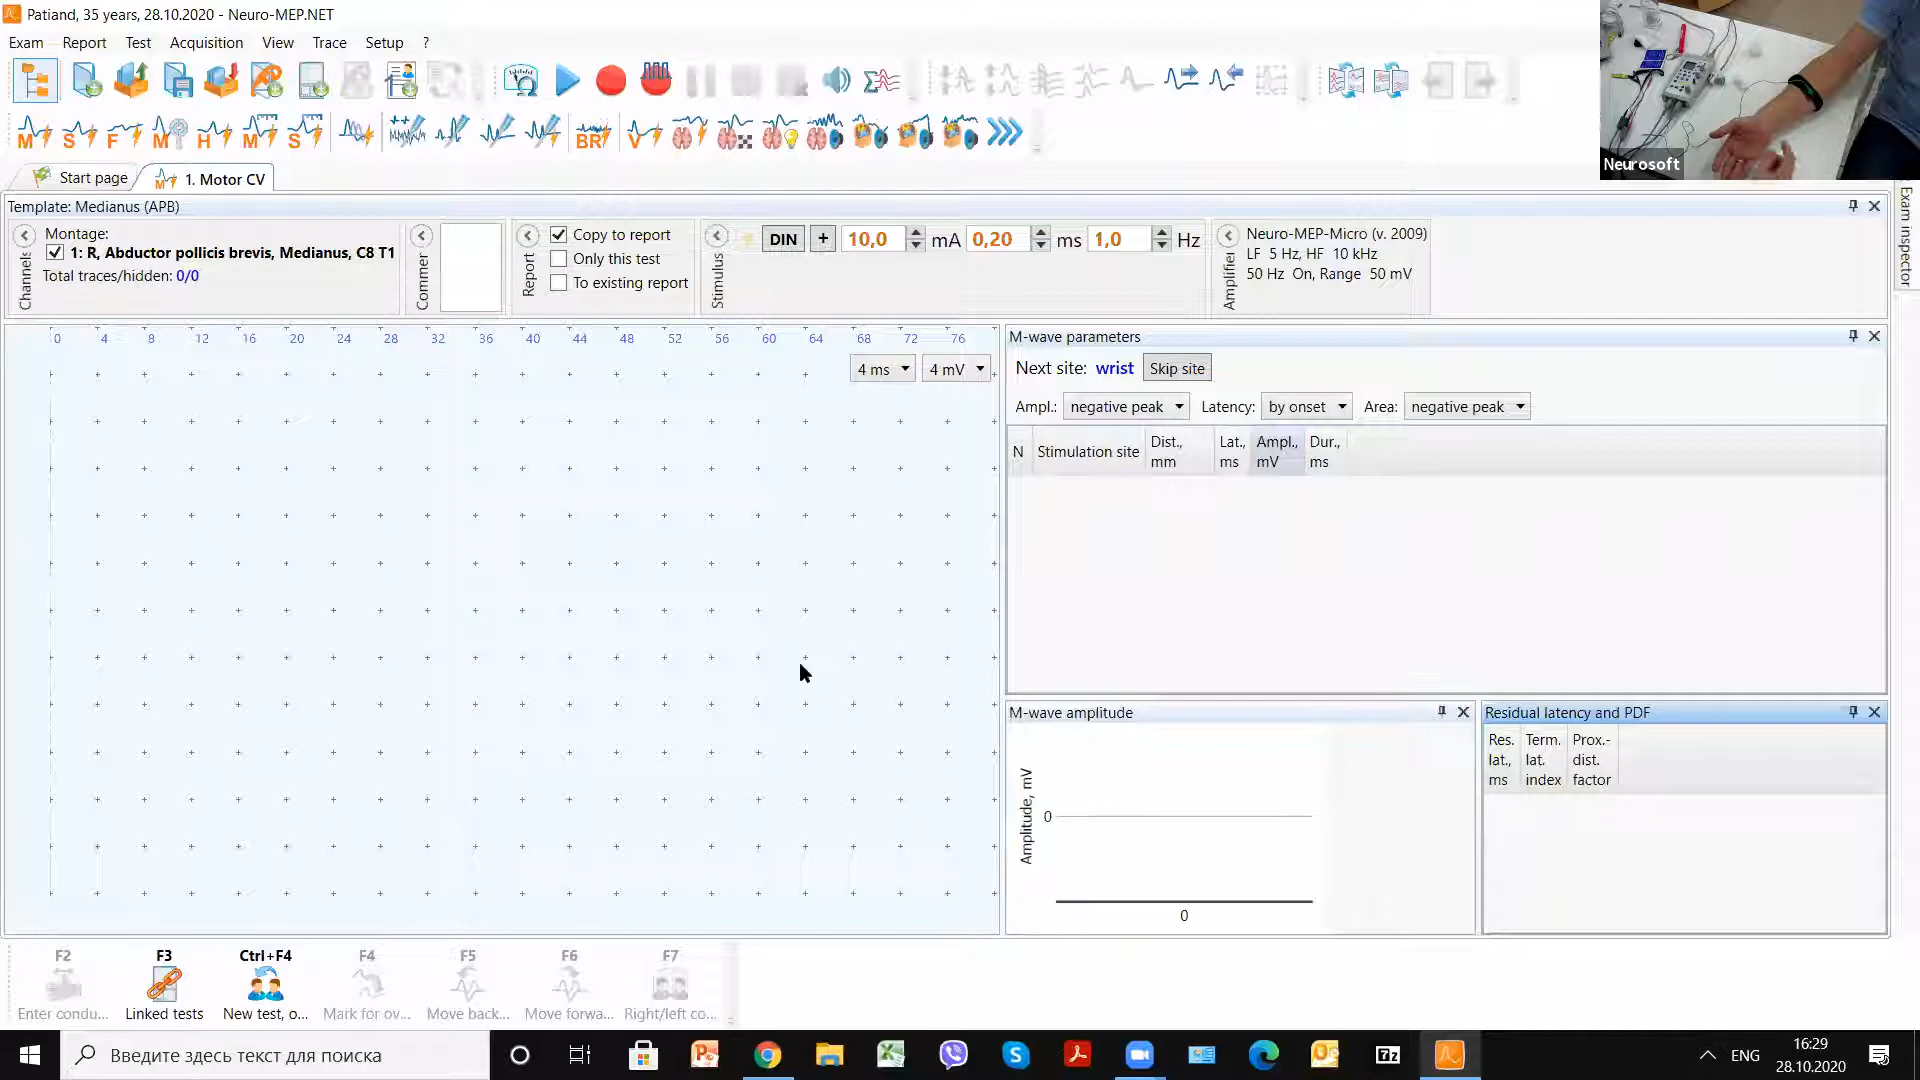 Patiand, 35 years, 28.10.2020 - Neuro-MEP.NET
Exam Report Test Acquisition View Trace Setup ?
M S F M H M S BR V
Start page 1. Motor CV
Template: Medianus (APB)
Channels
Montage:
1: R, Abductor pollicis brevis, Medianus, C8 T1
Total traces/hidden: 0/0
Commer
Report
Copy to report
Only this test
To existing report
Stimulus
DIN + 10,0 mA 0,20 ms 1,0 Hz
Amplifier
Neuro-MEP-Micro (v. 2009)
LF 5 Hz, HF 10 kHz
50 Hz On, Range 50 mV
Neurosoft
Exam inspector
0 4 8 12 16 20 24 28 32 36 40 44 48 52 56 60 64 68 72 76
4 ms 4 mV
M-wave parameters
Next site: wrist Skip site
Ampl.: negative peak Latency: by onset Area: negative peak
N Stimulation site Dist., mm Lat., ms Ampl., mV Dur., ms
M-wave amplitude
Amplitude, mV
0
0
Residual latency and PDF
Res. lat., ms Term. lat. index Prox.- dist. factor
F2 F3 Ctrl+F4 F4 F5 F6 F7
Enter condu... Linked tests New test, o... Mark for ov... Move back... Move forwa... Right/left co...
Введите здесь текст для поиска
7z
ENG
16:29
28.10.2020